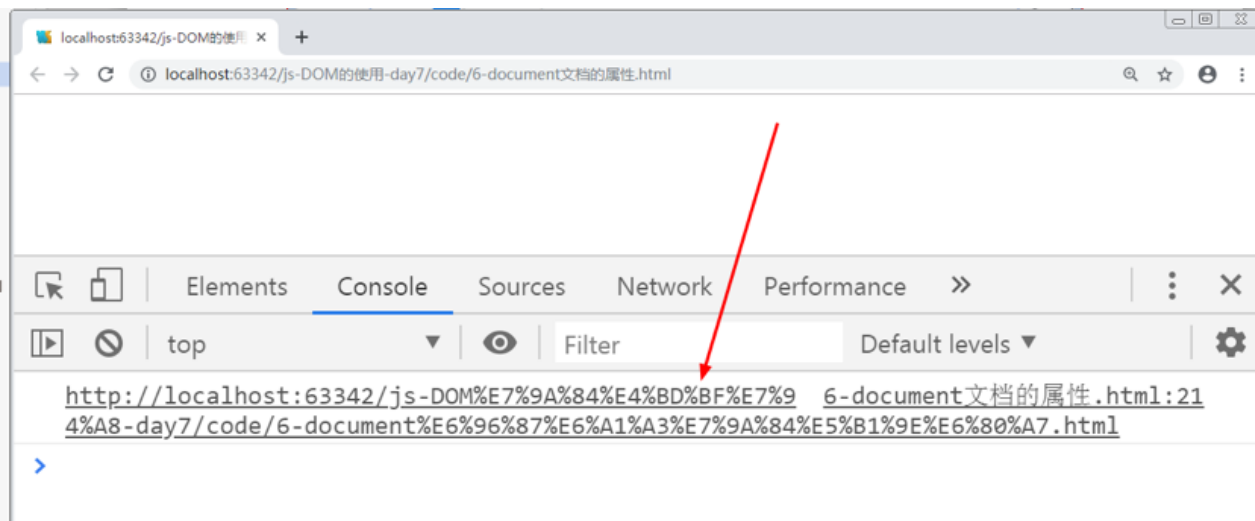 localhost:63342/js-DOM的使用
localhost:63342/js-DOM的使用-day7/code/6-document文档的属性.html
Elements Console Sources Network Performance
top Filter Default levels
http://localhost:63342/js-DOM%E7%9A%84%E4%BD%BF%E7%9 6-document文档的属性.html:21
4%A8-day7/code/6-document%E6%96%87%E6%A1%A3%E7%9A%84%E5%B1%9E%E6%80%A7.html